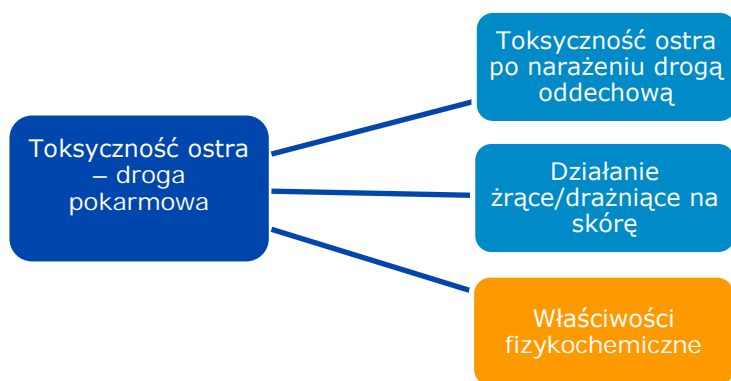 Toksyczność ostra
– droga
pokarmowa
Toksyczność ostra
po narażeniu drogą
oddechową
Działanie
żrące/drażniące na
skórę
Właściwości
fizykochemiczne